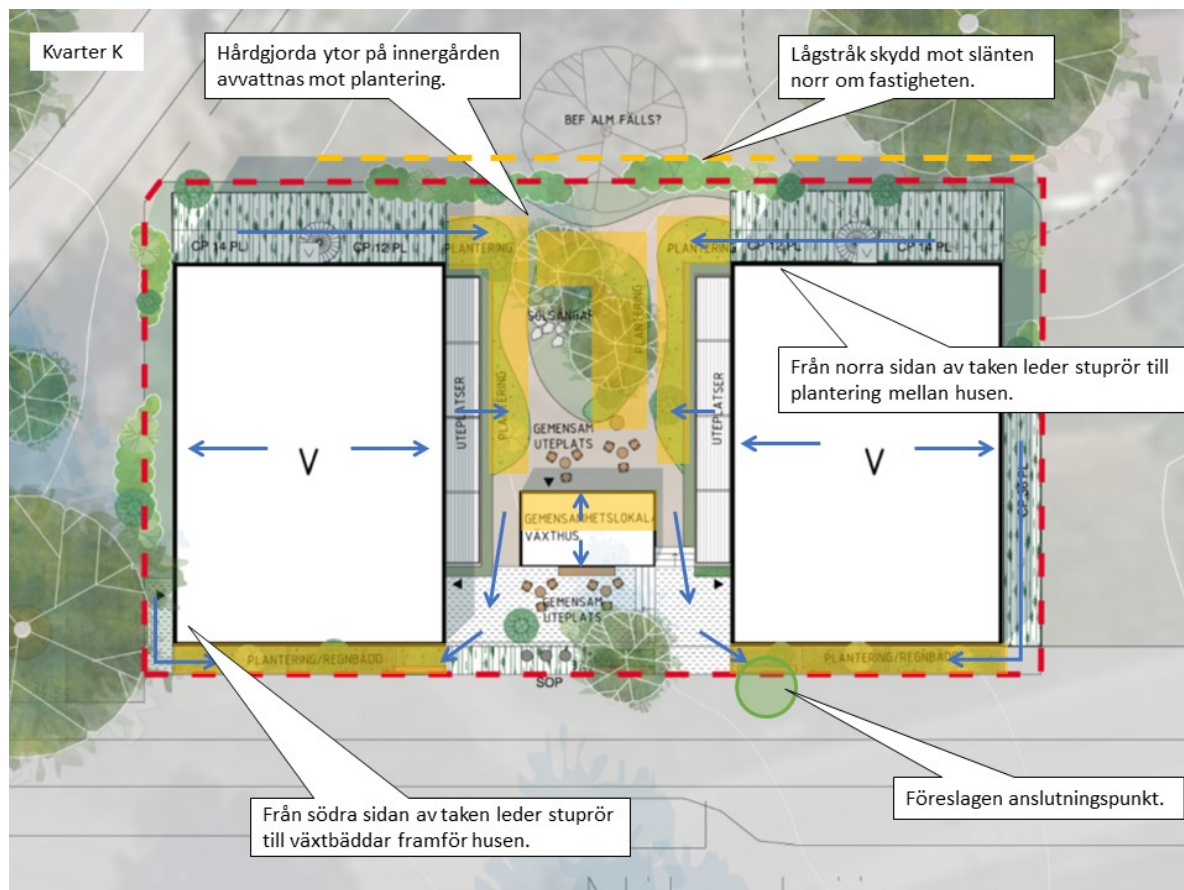 Kvarter K
Hårdgjorda ytor på innergården
avvattnas mot plantering.
Lågstråk skydd mot slänten
norr om fastigheten.
BEF ALM FÄLLS?
CP 14 PL
CP 12 PL
PLANTERING
PLANTERING
CP 12 PL
CP 14 PL
SOLSÄNGAR
PLANTERING
PLANTERING
UTEPLATSER
UTEPLATSER
Från norra sidan av taken leder stuprör till
plantering mellan husen.
GEMENSAM
UTEPLATS
V
V
GEMENSAMHETSLOKAL/
VÄXTHUS
GEMENSAM
UTEPLATS
PLANTERING/REGNBÄDD
PLANTERING/REGNBÄDD
SOP
Från södra sidan av taken leder stuprör
till växtbäddar framför husen.
Föreslagen anslutningspunkt.